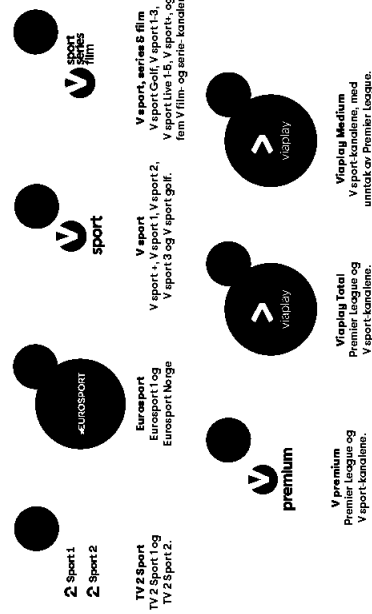 2 Sport 1
2 Sport 2
TV 2 Sport
TV 2 Sport 1 og
TV 2 Sport 2.
EUROSPORT
Eurosport
Eurosport 1 og
Eurosport Norge
V
sport
V sport
V sport +, V sport 1, V sport 2,
V sport 3 og V sport golf.
V
sport
series
film
V sport, series & film
V sport Golf, V sport 1-3,
V sport Live 1-5, V sport+, og
fem V film- og serie- kanaler
V
premium
V premium
Premier League og
V sport-kanalene.
viaplay
Viaplay Total
Premier League og
V sport-kanalene.
viaplay
Viaplay Medium
V sport-kanalene, med
unntak av Premier League.